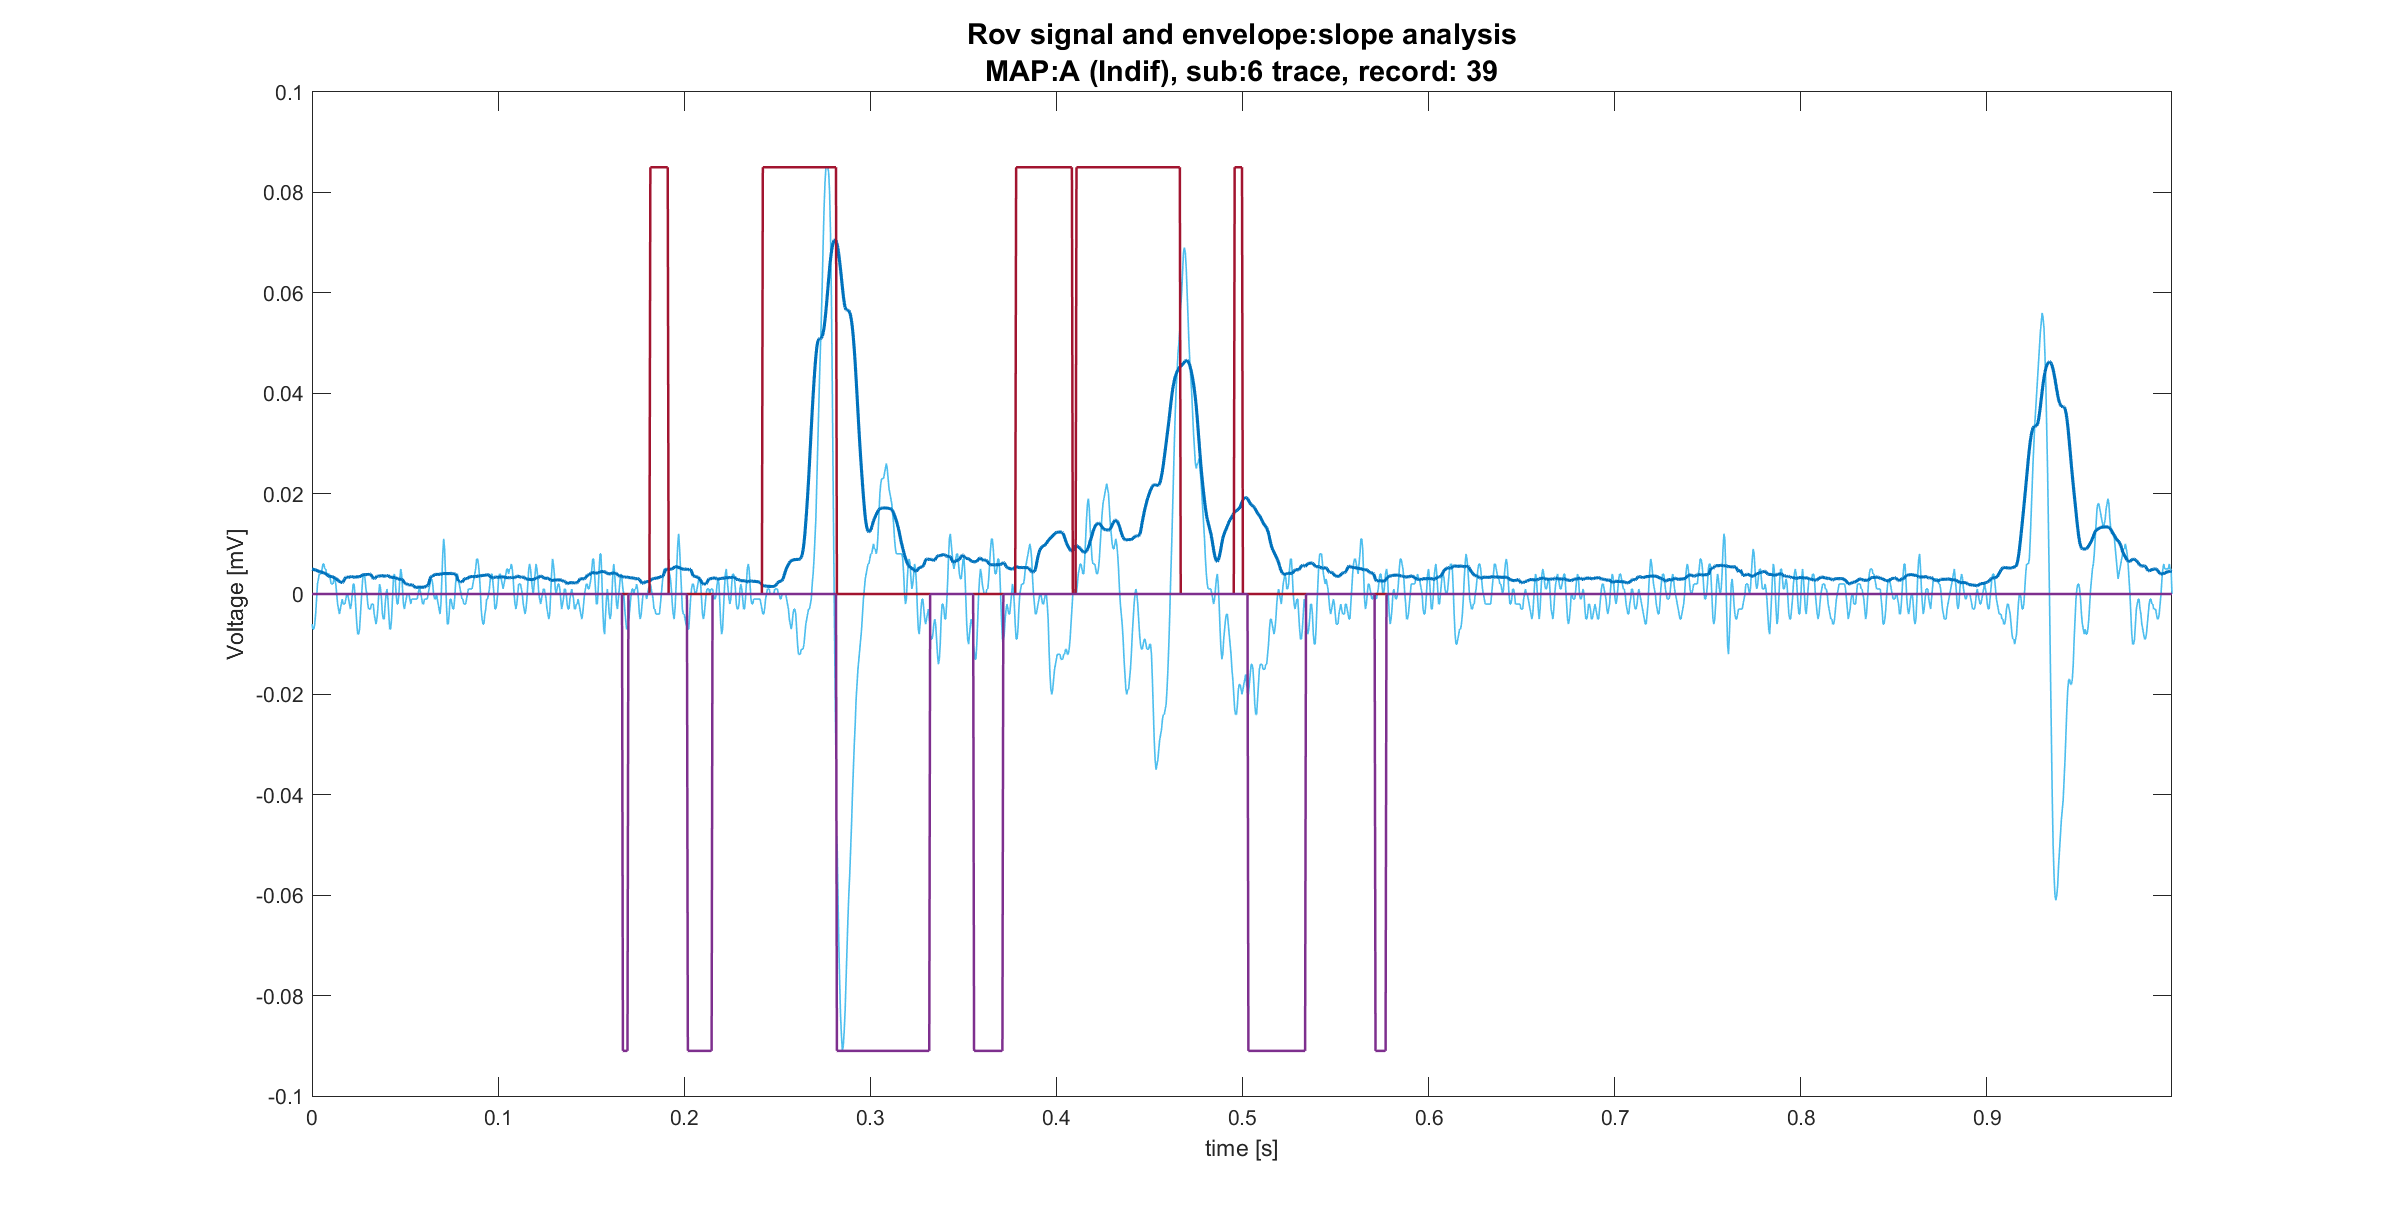 Rov signal and envelope:slope analysis
MAP:A (Indif), sub:6 trace, record: 39
0.1
0.08
0.06
0.04
0.02
0
-0.02
-0.04
-0.06
-0.08
-0.1
Voltage [mV]
0 0.1 0.2 0.3 0.4 0.5 0.6 0.7 0.8 0.9
time [s]